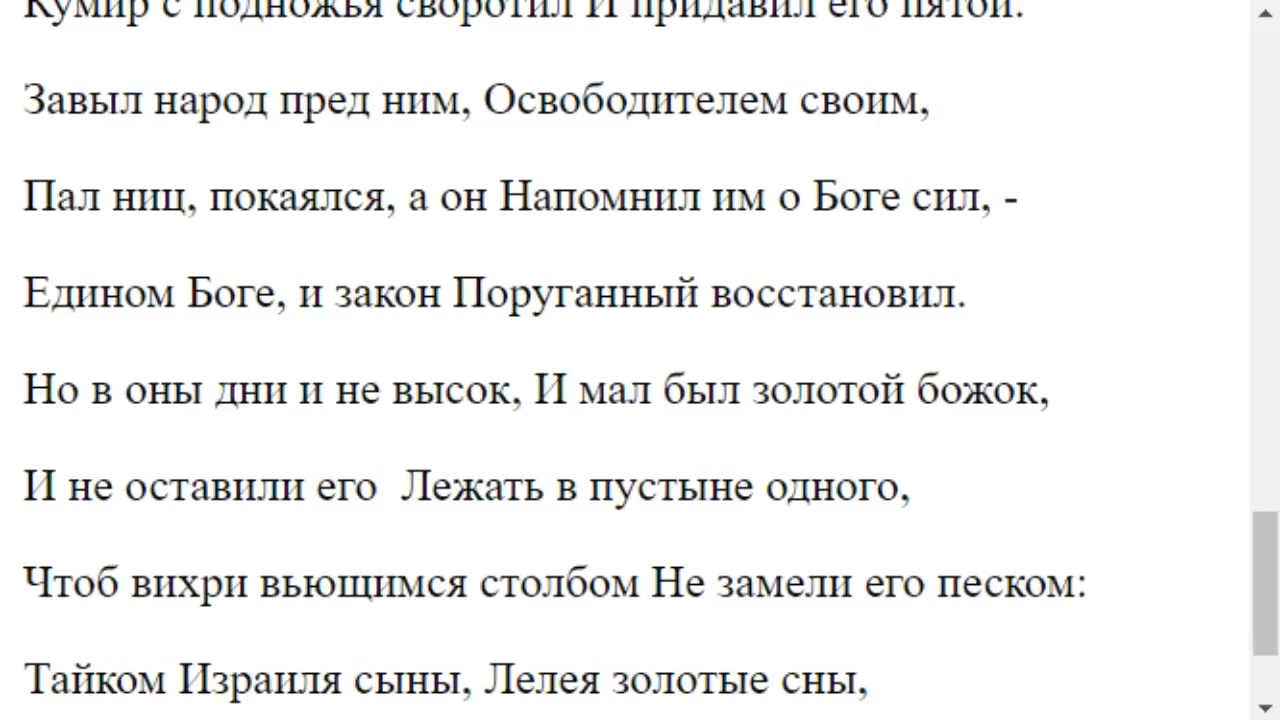 Кумир с подножья своротил И придавил его пятой.
Завыл народ пред ним, Освободителем своим,
Пал ниц, покаялся, а он Напомнил им о Боге сил, -
Едином Боге, и закон Поруганный восстановил.
Но в оны дни и не высок, И мал был золотой божок,
И не оставили его  Лежать в пустыне одного,
Чтоб вихри вьющимся столбом Не замели его песком:
Тайком Израиля сыны, Лелея золотые сны,